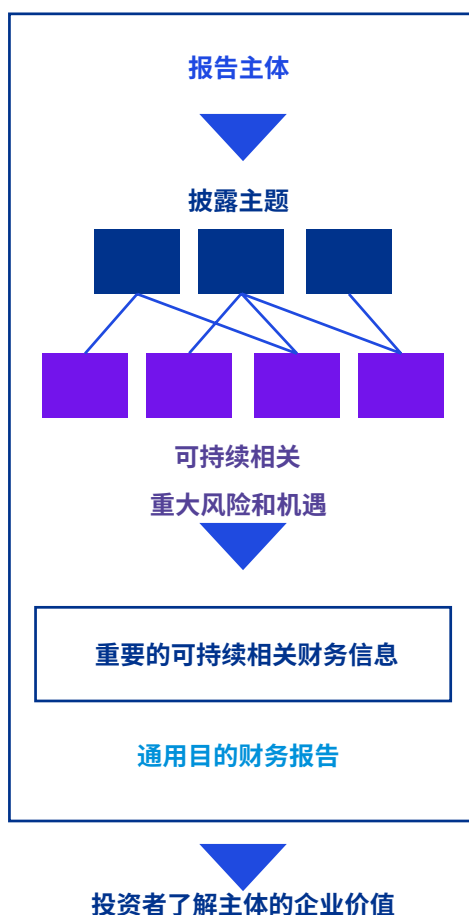 报告主体
披露主题
可持续相关
重大风险和机遇
重要的可持续相关财务信息
通用目的财务报告
投资者了解主体的企业价值